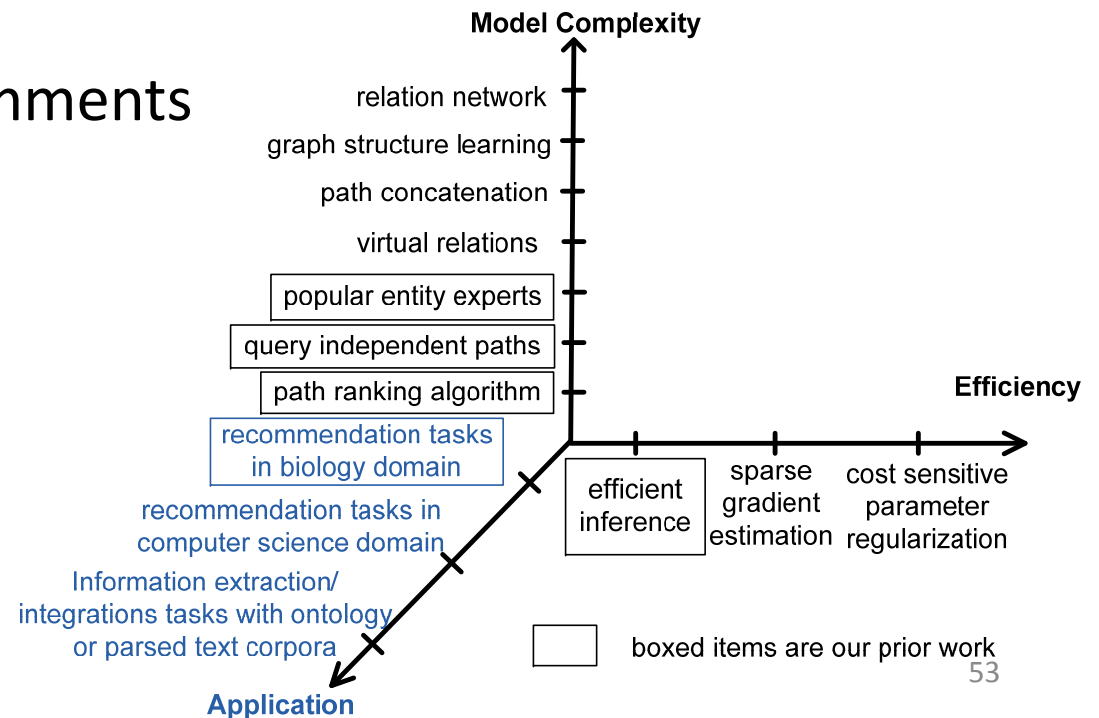 Model Complexity
nments
relation network
graph structure learning
path concatenation
virtual relations
popular entity experts
query independent paths
path ranking algorithm
Efficiency
recommendation tasks
in biology domain
efficient
inference
sparse
gradient
estimation
cost sensitive
parameter
regularization
recommendation tasks in
computer science domain
Information extraction/
integrations tasks with ontology
or parsed text corpora
Application
boxed items are our prior work
53